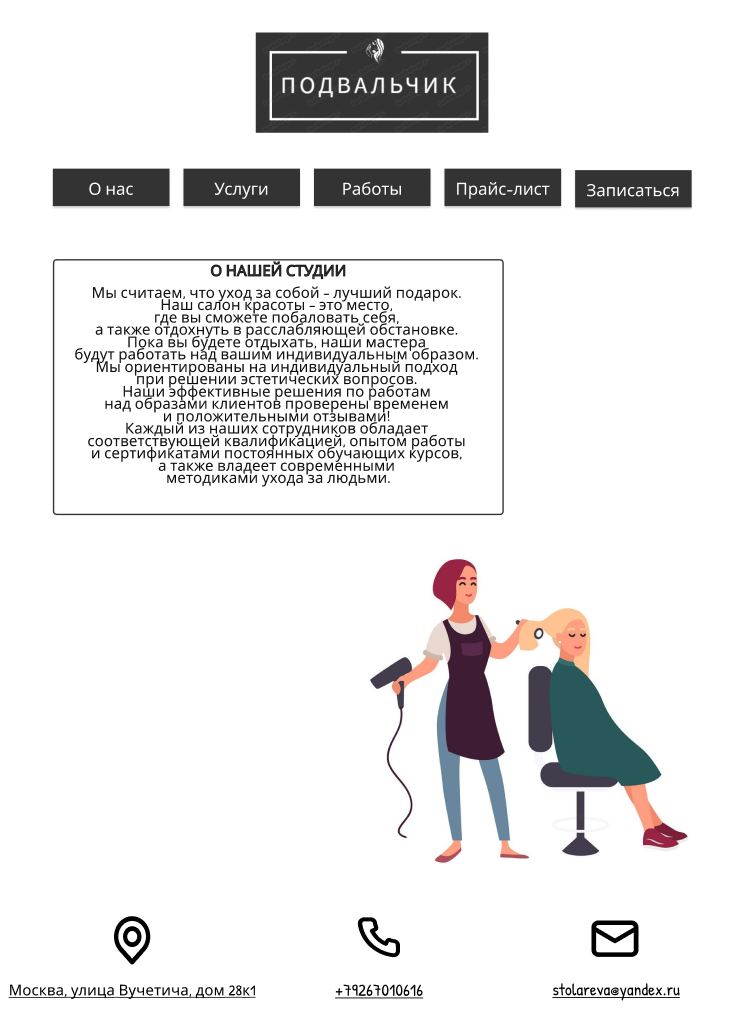 ПОДВАЛЬЧИК
О нас
Услуги
Работы
Прайс-лист
Записаться
О НАШЕЙ СТУДИИ
Мы считаем, что уход за собой – лучший подарок.
Наш салон красоты – это место,
где вы сможете побаловать себя,
а также отдохнуть в расслабляющей обстановке.
Пока вы будете отдыхать, наши мастера
будут работать над вашим индивидуальным образом.
Мы ориентированы на индивидуальный подход
при решении эстетических вопросов.
Наши эффективные решения по работам
над образами клиентов проверены временем
и положительными отзывами!
Каждый из наших сотрудников обладает
соответствующей квалификацией, опытом работы
и сертификатами постоянных обучающих курсов,
а также владеет современными
методиками ухода за людьми.
Москва, улица Вучетича, дом 28к1
+79267010616
stolareva@yandex.ru